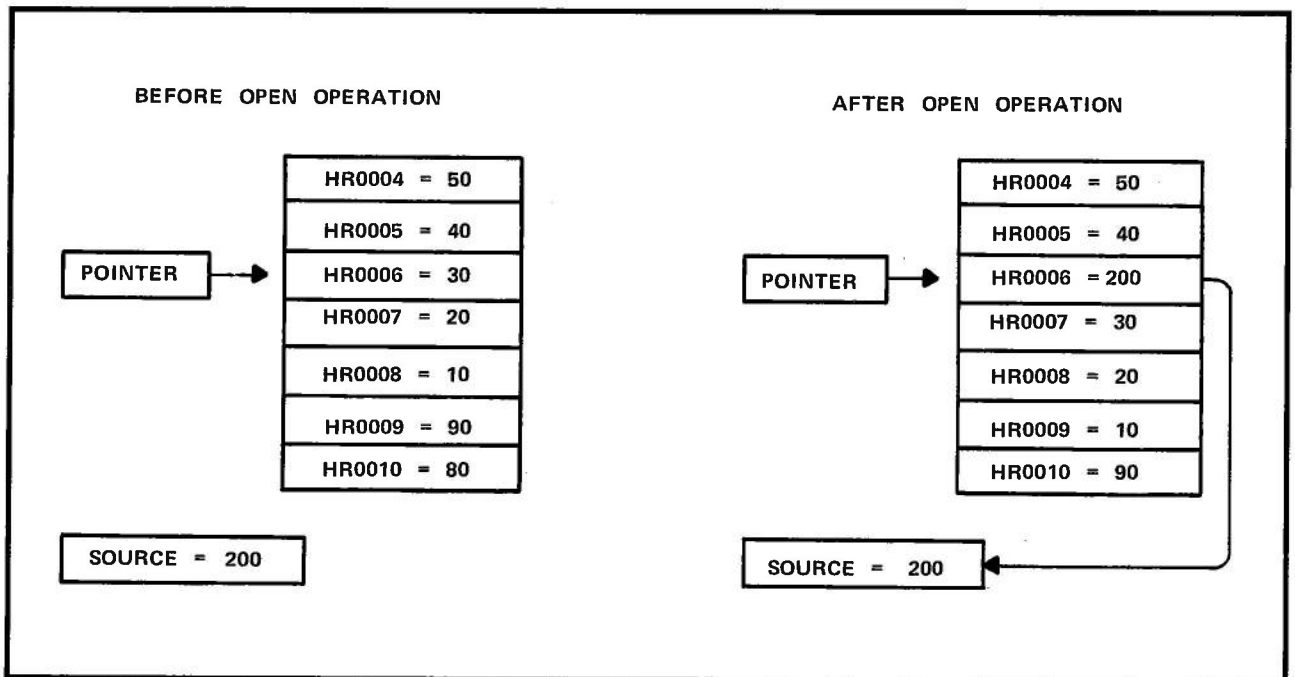 BEFORE OPEN OPERATION
HR0004 = 50
HR0005 = 40
POINTER
HR0006 = 30
HR0007 = 20
HR0008 = 10
HR0009 = 90
HR0010 = 80
SOURCE = 200
AFTER OPEN OPERATION
HR0004 = 50
HR0005 = 40
POINTER
HR0006 = 200
HR0007 = 30
HR0008 = 20
HR0009 = 10
HR0010 = 90
SOURCE = 200